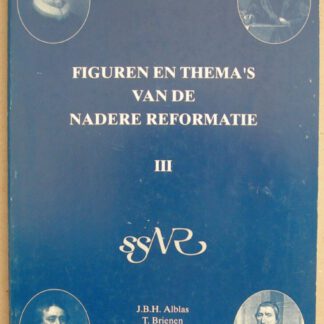 FIGUREN EN THEMA'S
VAN DE
NADERE REFORMATIE
III
SSNR
J.B.H. Alblas
T. Brienen